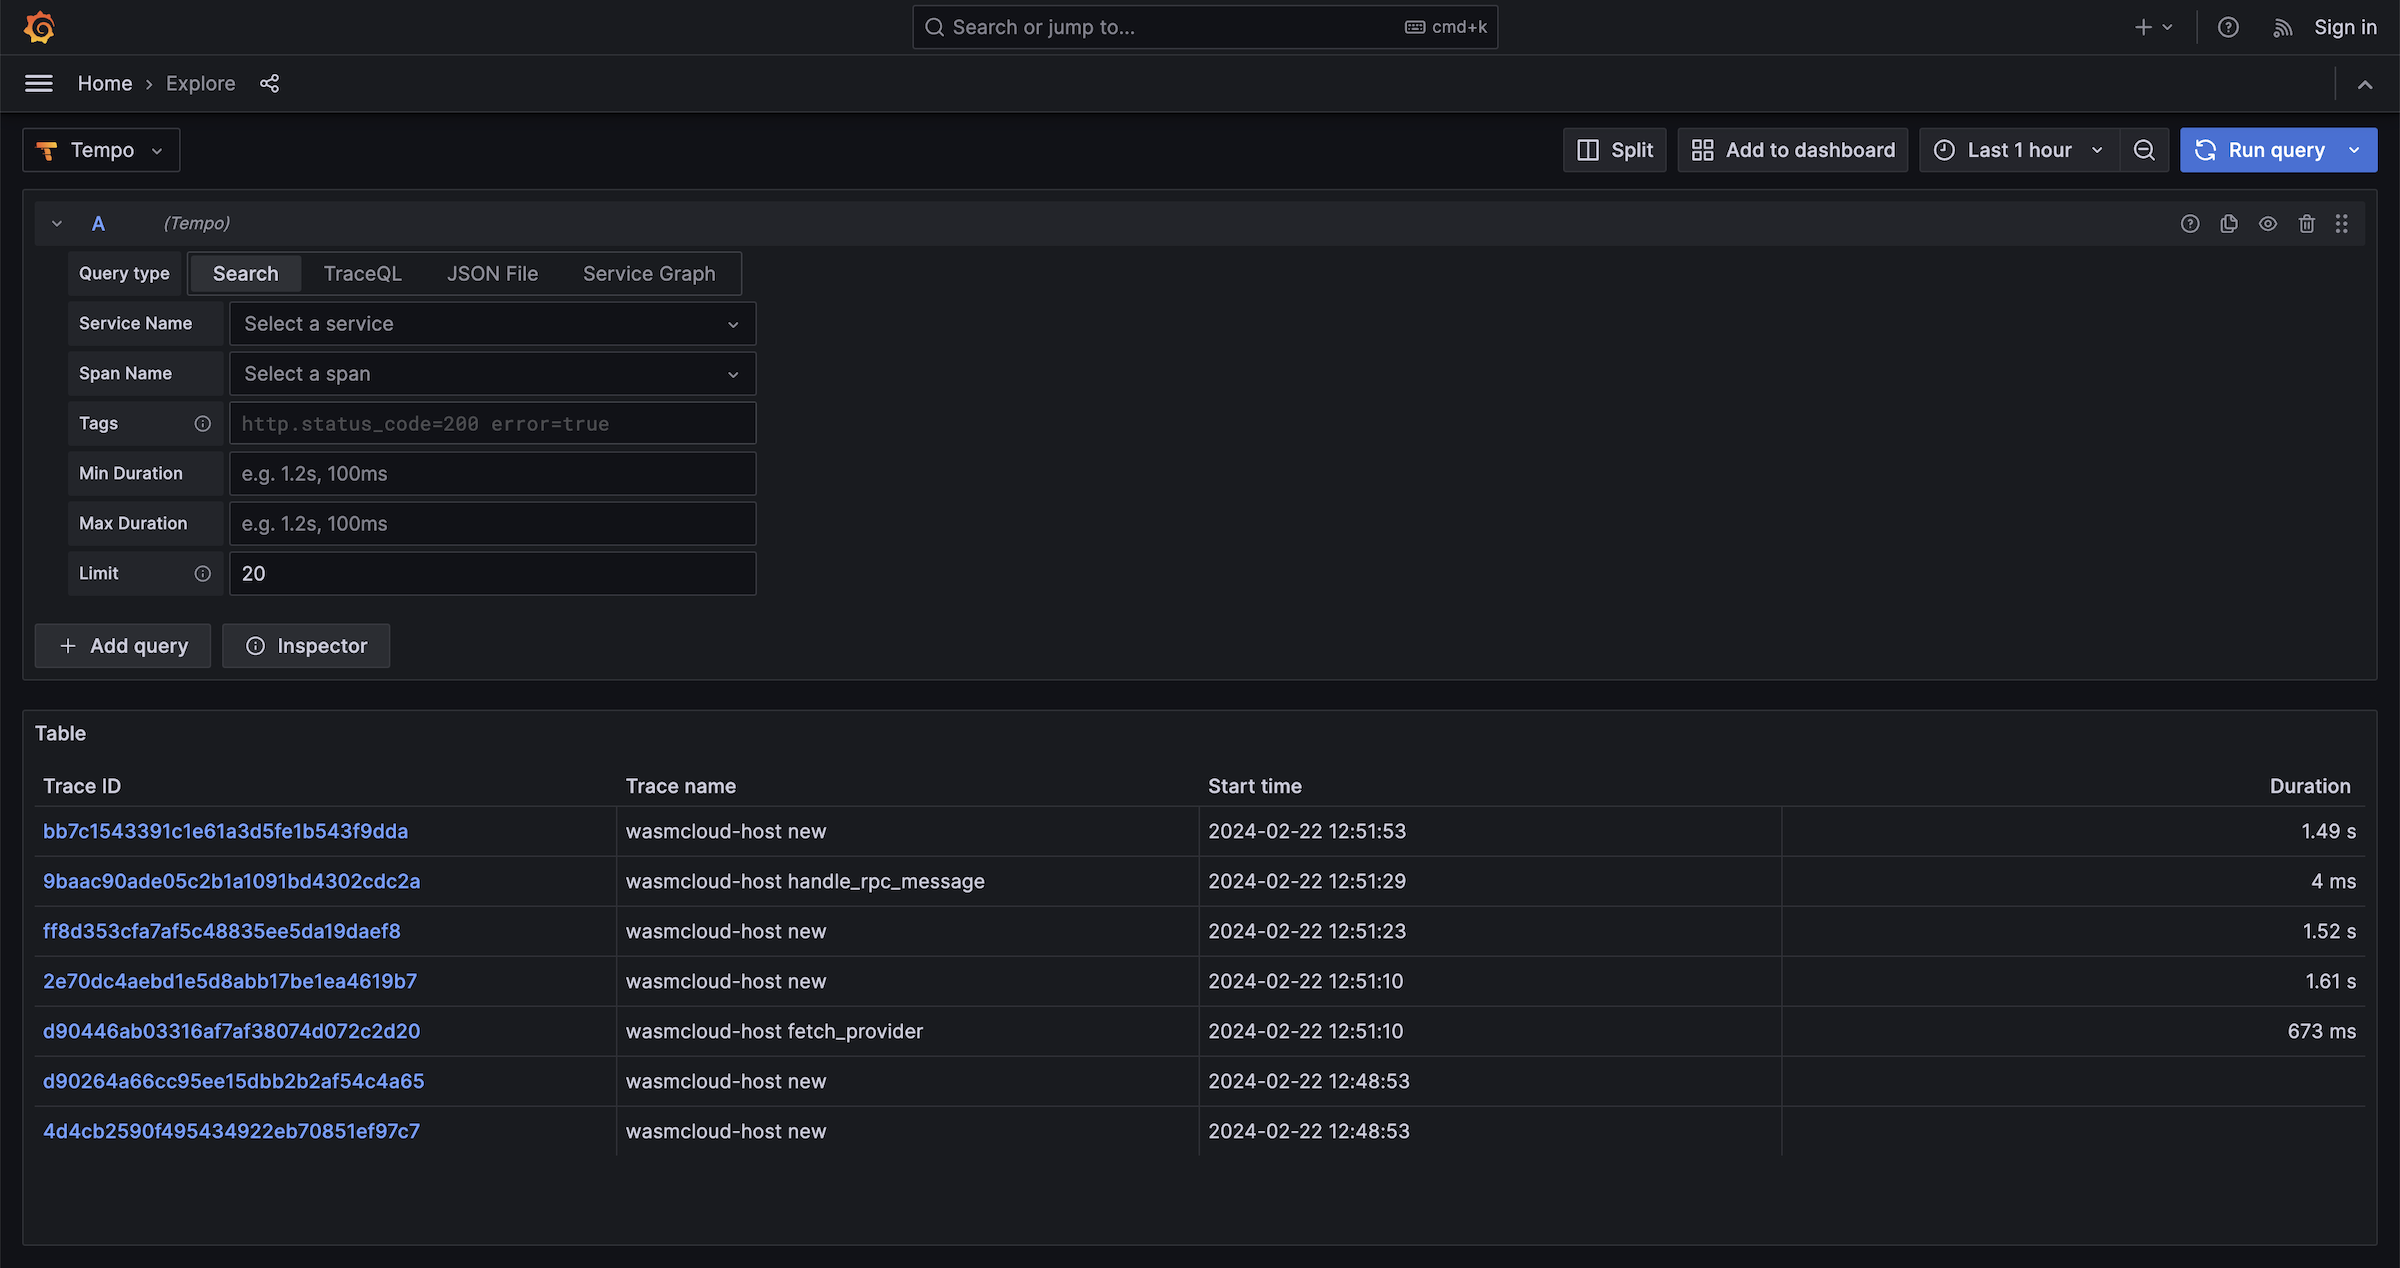 Search or jump to... cmd+k Sign in
Home › Explore
Tempo Split Add to dashboard Last 1 hour Run query
A (Tempo)
Query type Search TraceQL JSON File Service Graph
Service Name Select a service
Span Name Select a span
Tags http.status_code=200 error=true
Min Duration e.g. 1.2s, 100ms
Max Duration e.g. 1.2s, 100ms
Limit 20
+ Add query Inspector
Table
Trace ID Trace name Start time Duration
bb7c1543391c1e61a3d5fe1b543f9dda wasmcloud-host new 2024-02-22 12:51:53 1.49 s
9baac90ade05c2b1a1091bd4302cdc2a wasmcloud-host handle_rpc_message 2024-02-22 12:51:29 4 ms
ff8d353cfa7af5c48835ee5da19daef8 wasmcloud-host new 2024-02-22 12:51:23 1.52 s
2e70dc4aebd1e5d8abb17be1ea4619b7 wasmcloud-host new 2024-02-22 12:51:10 1.61 s
d90446ab03316af7af38074d072c2d20 wasmcloud-host fetch_provider 2024-02-22 12:51:10 673 ms
d90264a66cc95ee15dbb2b2af54c4a65 wasmcloud-host new 2024-02-22 12:48:53
4d4cb2590f495434922eb70851ef97c7 wasmcloud-host new 2024-02-22 12:48:53